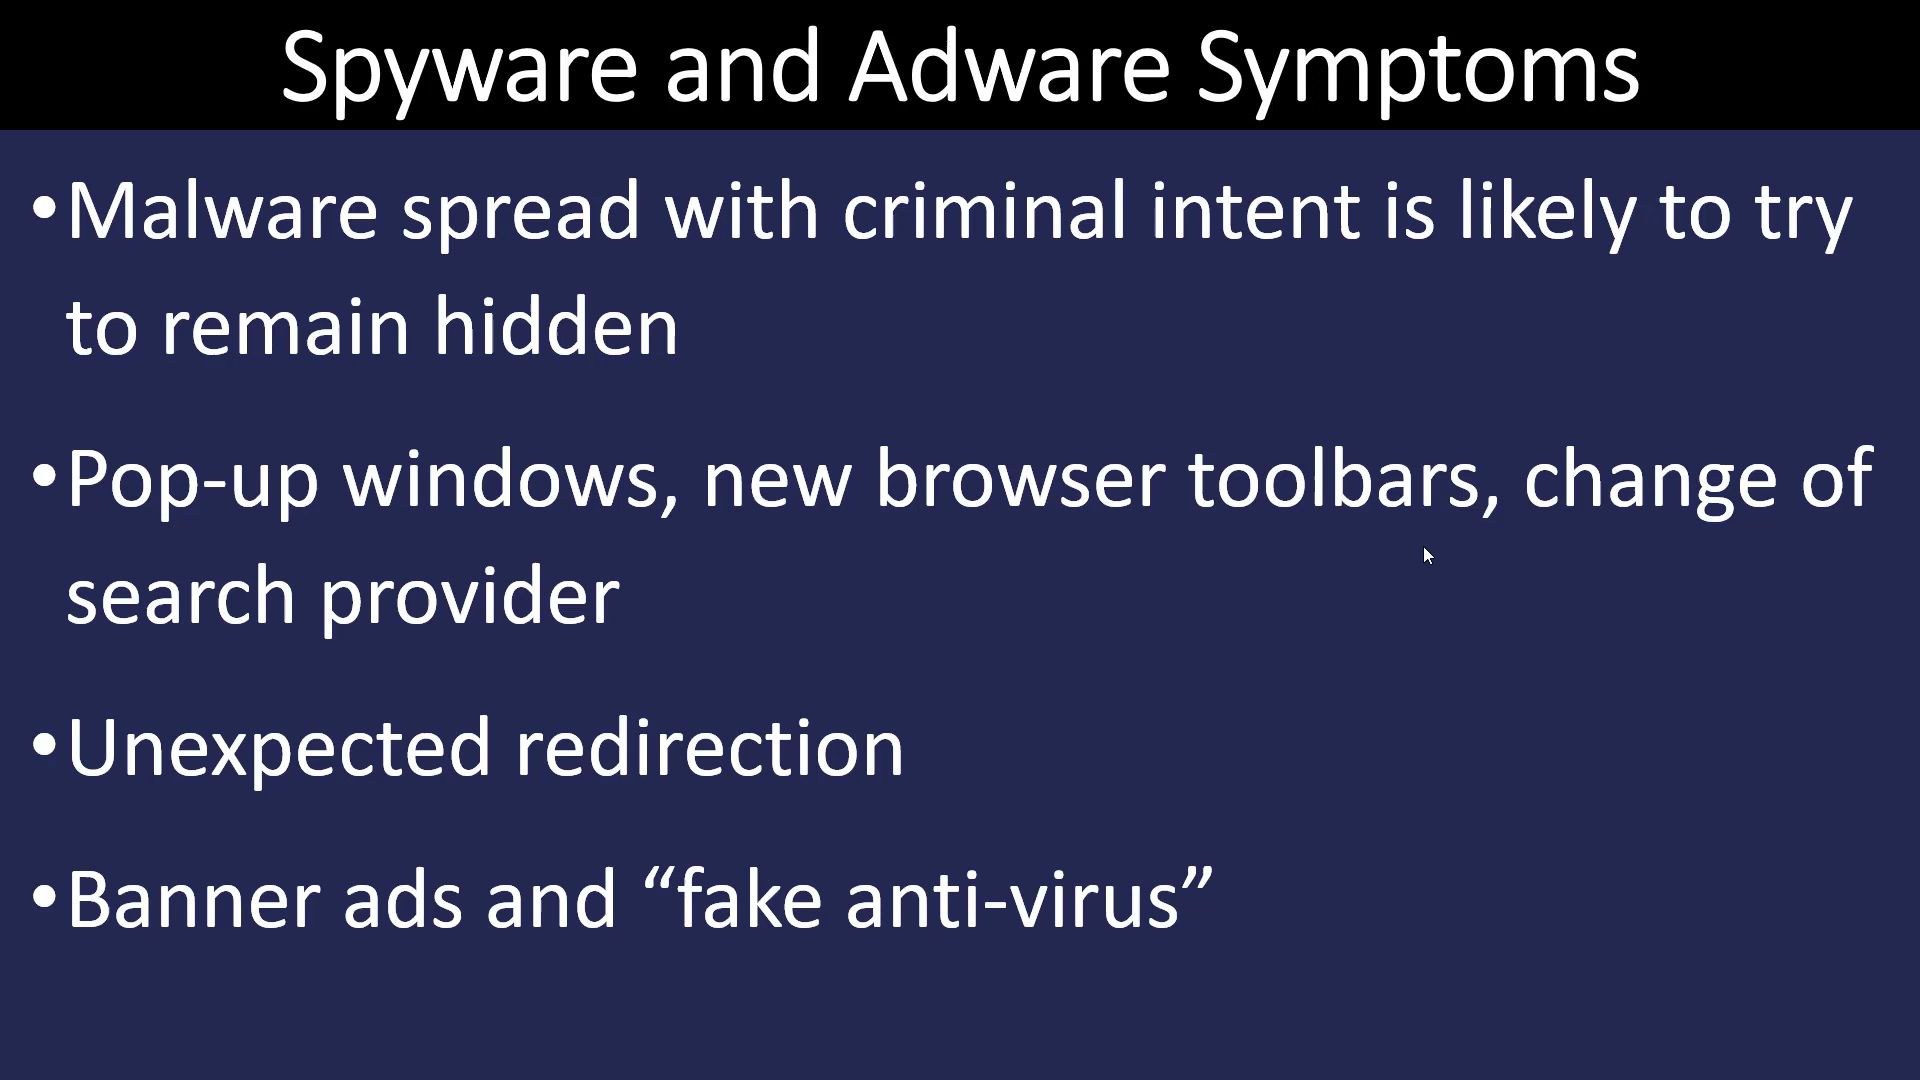 Spyware and Adware Symptoms
•Malware spread with criminal intent is likely to try
to remain hidden
•Pop-up windows, new browser toolbars, change of
search provider
•Unexpected redirection
•Banner ads and “fake anti-virus”